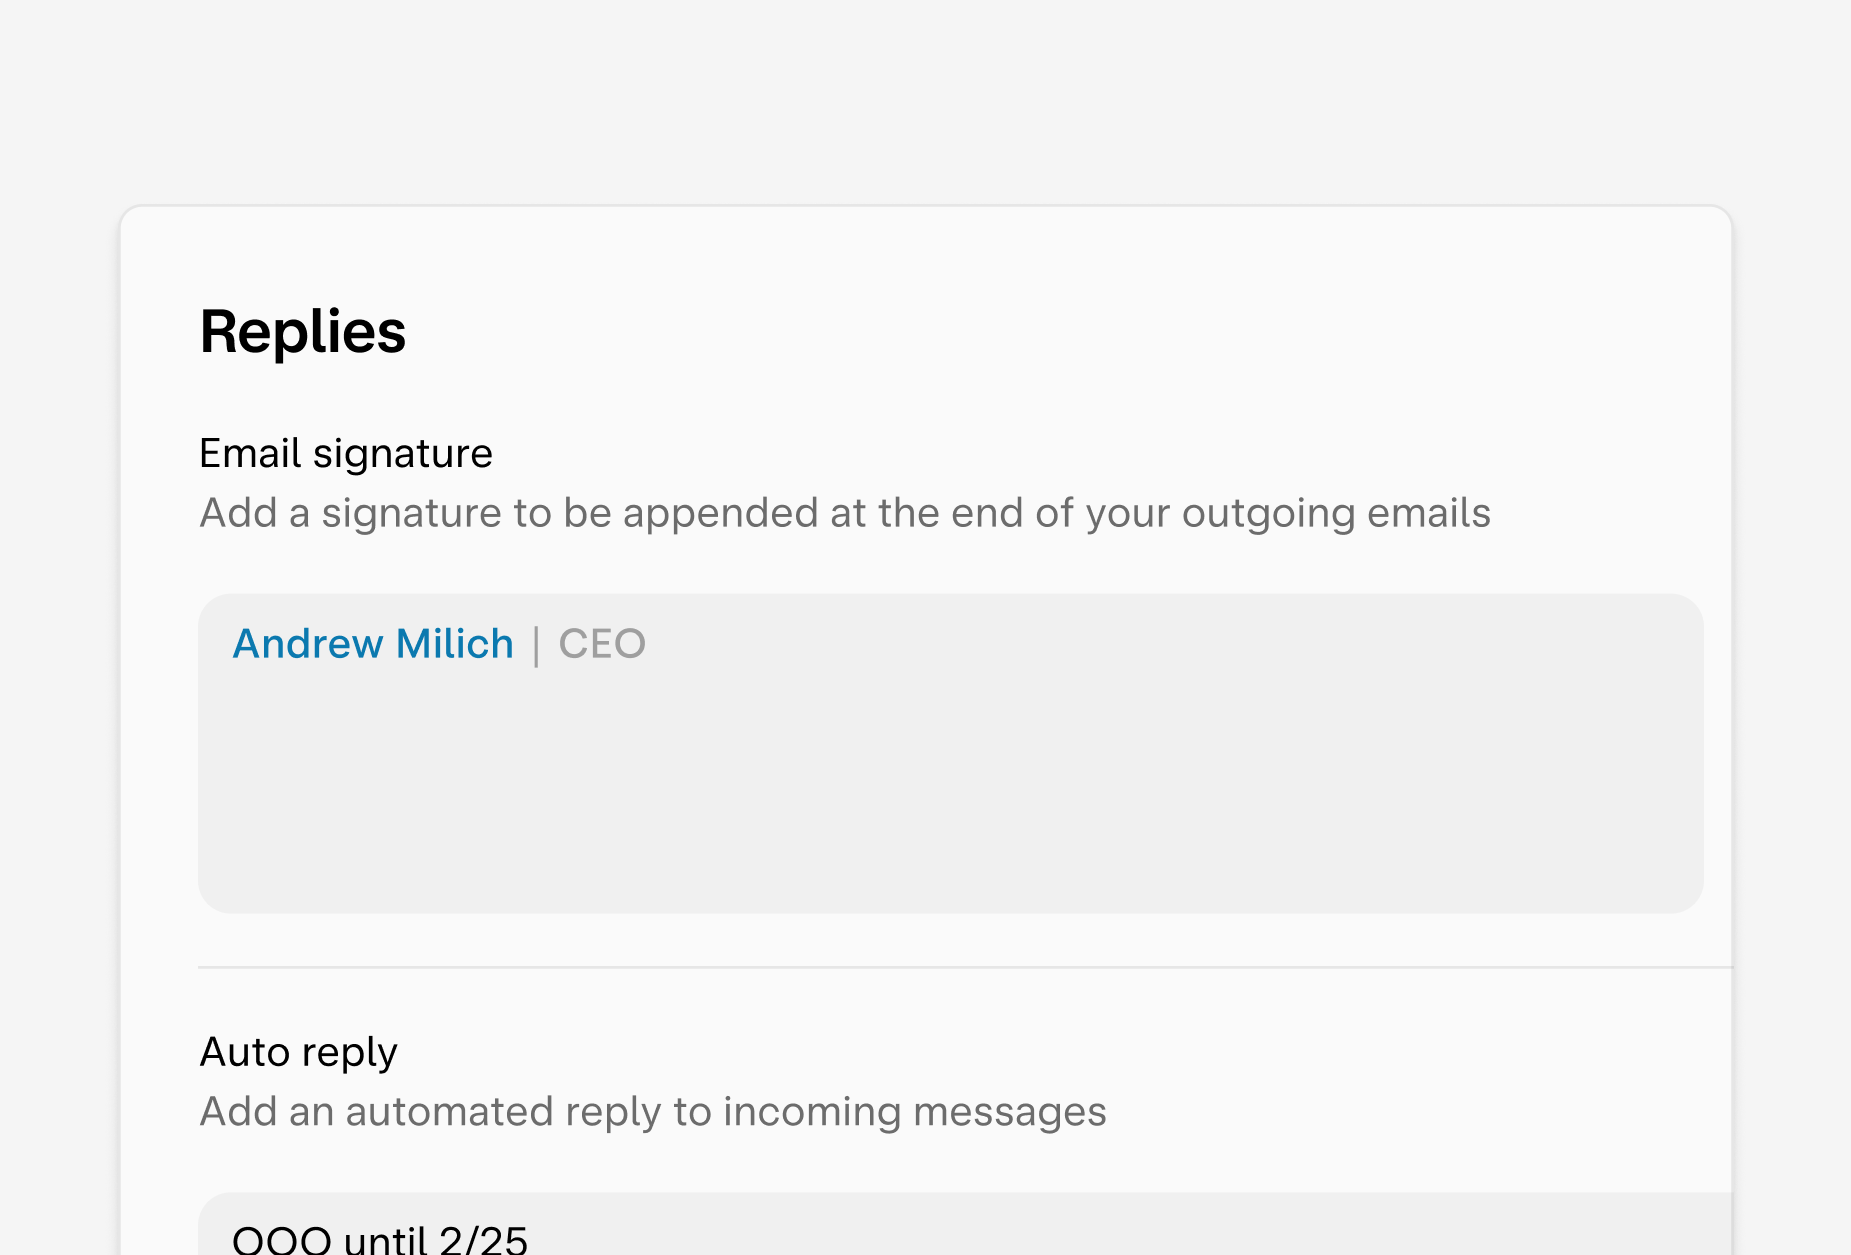 Replies
Email signature
Add a signature to be appended at the end of your outgoing emails
Andrew Milich | CEO
Auto reply
Add an automated reply to incoming messages
OOO until 2/25